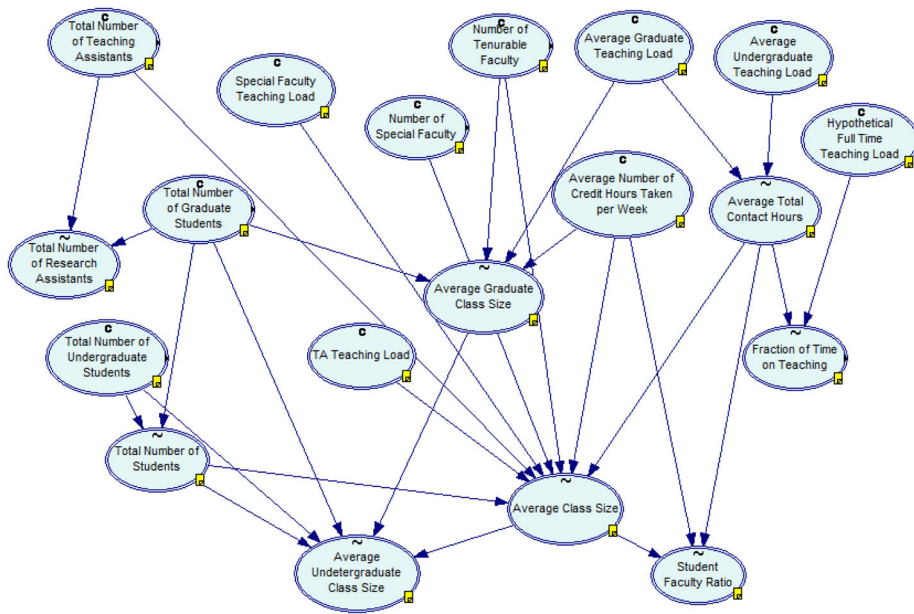 C
Total Number
of Teaching
Assistants
C
Special Faculty
Teaching Load
C
Number of
Tenurable
Faculty
C
Average Graduate
Teaching Load
C
Average
Undergraduate
Teaching Load
C
Number of
Special Faculty
C
Hypothetical
Full Time
Teaching Load
C
Total Number
of Graduate
Students
C
Average Number of
Credit Hours Taken
per Week
~
Average Total
Contact Hours
~
Total Number
of Research
Assistants
~
Average Graduate
Class Size
C
Total Number of
Undergraduate
Students
C
TA Teaching Load
~
Fraction of Time
on Teaching
~
Total Number of
Students
~
Average Class Size
~
Average
Undetergraduate
Class Size
~
Student
Faculty Ratio